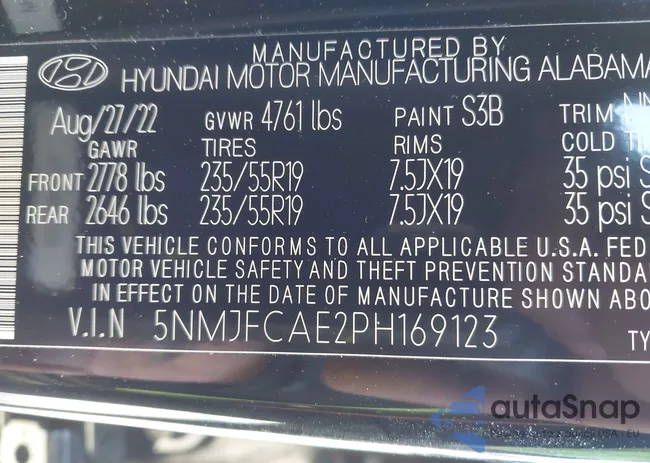 MANUFACTURED BY
HYUNDAI MOTOR MANUFACTURING ALABAMA
Aug/27/22 GVWR 4761 lbs PAINT S3B TRIM
GAWR TIRES RIMS COLD
FRONT 2778 lbs 235/55R19 7.5JX19 35 psi
REAR 2646 lbs 235/55R19 7.5JX19 35 psi
THIS VEHICLE CONFORMS TO ALL APPLICABLE U.S.A. FED
MOTOR VEHICLE SAFETY AND THEFT PREVENTION STANDA
IN EFFECT ON THE DATE OF MANUFACTURE SHOWN ABO
V.I.N 5NMJFCAE2PH169123 TY
autaSnap